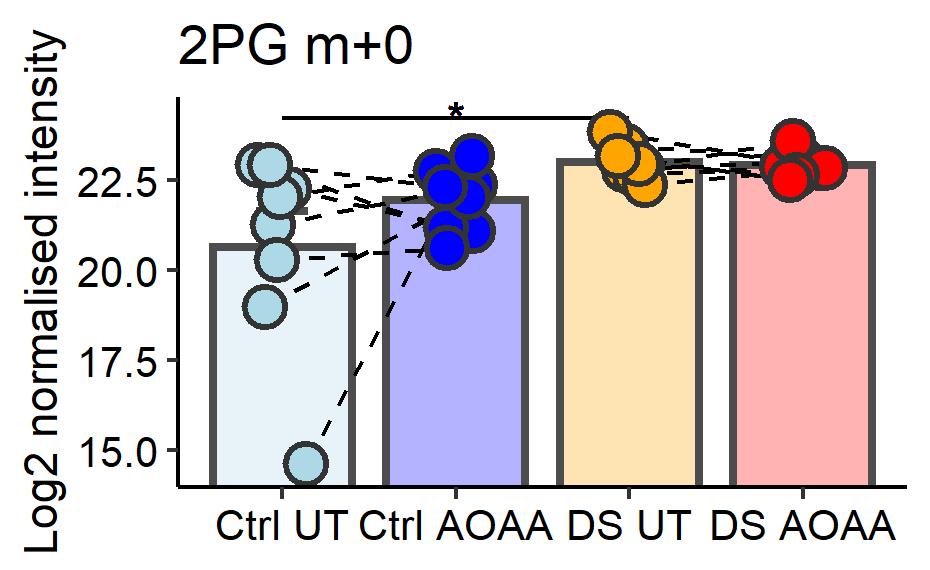 2PG m+0
Log2 normalised intensity
*
22.5
20.0
17.5
15.0
Ctrl UT Ctrl AOAA DS UT DS AOAA